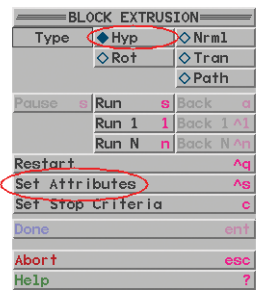 BLOCK EXTRUSION
Type Hyp Nrml
Rot Tran
Path
Pause s Run s Back a
Run 1 1 Back 1 ^1
Run N n Back N ^n
Restart ^q
Set Attributes ^s
Set Stop Criteria c
Done ent
Abort esc
Help ?